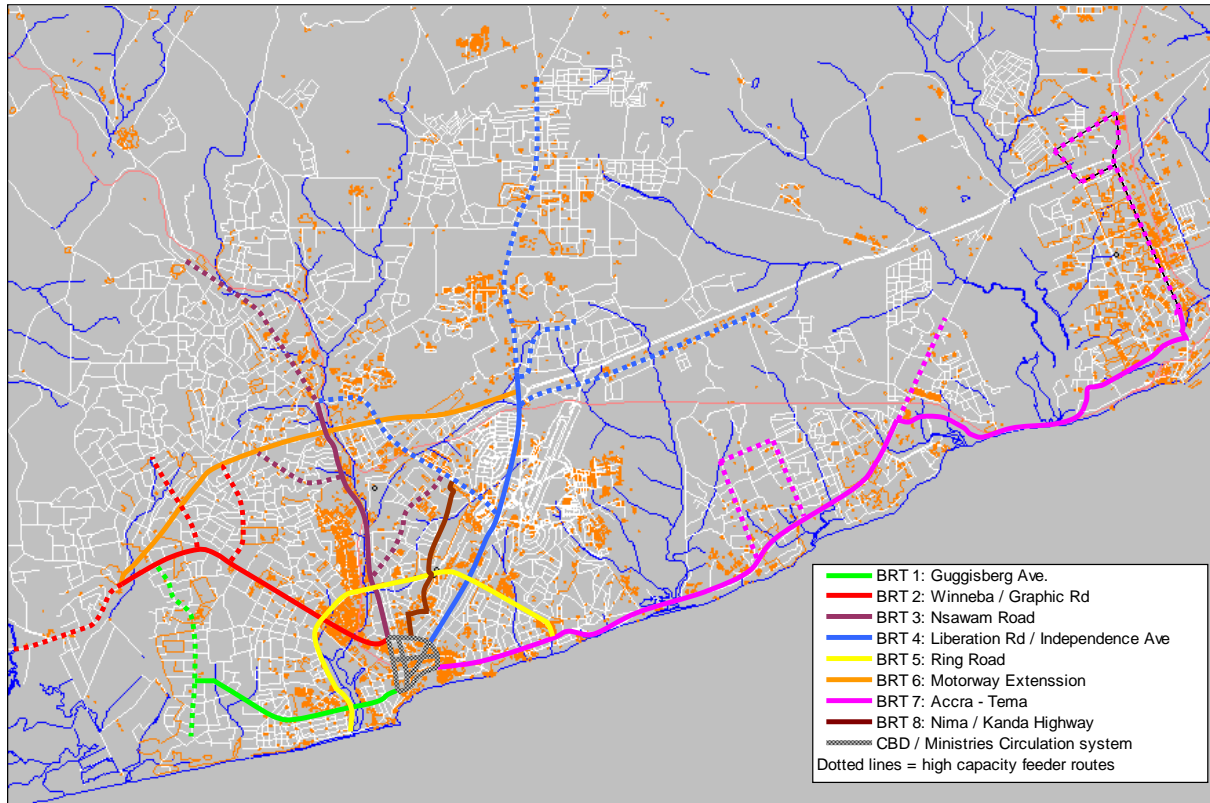 BRT 1: Guggisberg Ave.
BRT 2: Winneba / Graphic Rd
BRT 3: Nsawam Road
BRT 4: Liberation Rd / Independence Ave
BRT 5: Ring Road
BRT 6: Motorway Extenssion
BRT 7: Accra - Tema
BRT 8: Nima / Kanda Highway
CBD / Ministries Circulation system
Dotted lines = high capacity feeder routes